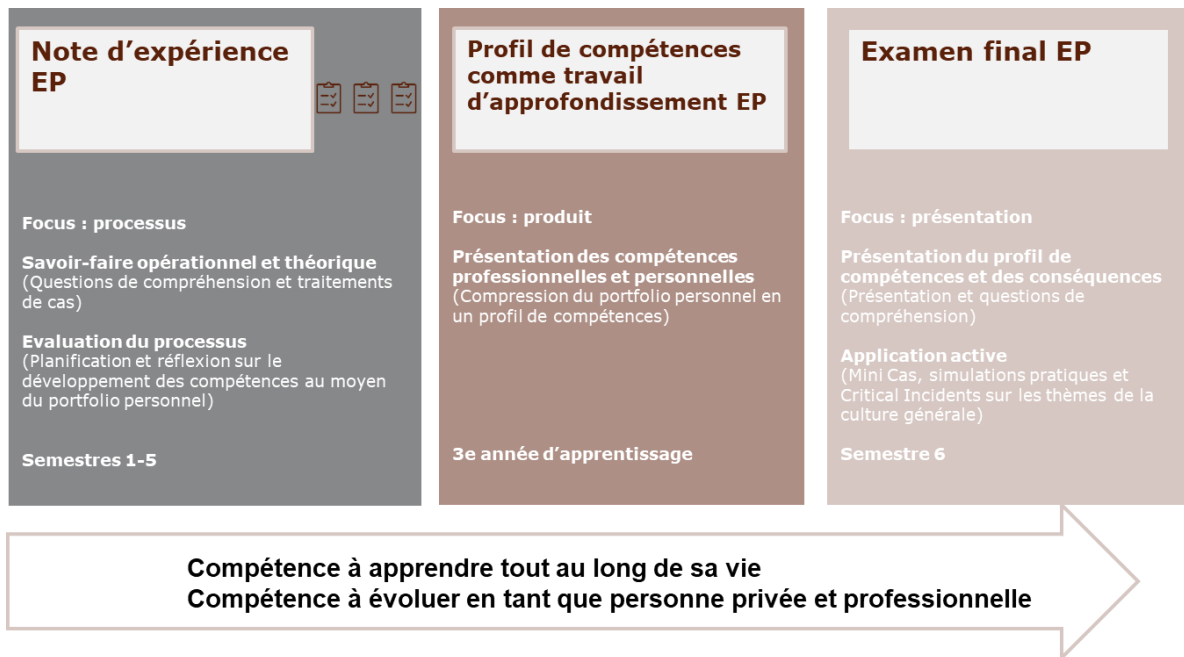 Note d'expérience
EP
Focus : processus
Savoir-faire opérationnel et théorique
(Questions de compréhension et traitements
de cas)
Evaluation du processus
(Planification et réflexion sur le
développement des compétences au moyen
du portfolio personnel)
Semestres 1-5
Profil de compétences
comme travail
d'approfondissement EP
Focus : produit
Présentation des compétences
professionnelles et personnelles
(Compression du portfolio personnel en
un profil de compétences)
3e année d'apprentissage
Examen final EP
Focus : présentation
Présentation du profil de
compétences et des conséquences
(Présentation et questions de
compréhension)
Application active
(Mini Cas, simulations pratiques et
Critical Incidents sur les thèmes de la
culture générale)
Semestre 6
Compétence à apprendre tout au long de sa vie
Compétence à évoluer en tant que personne privée et professionnelle